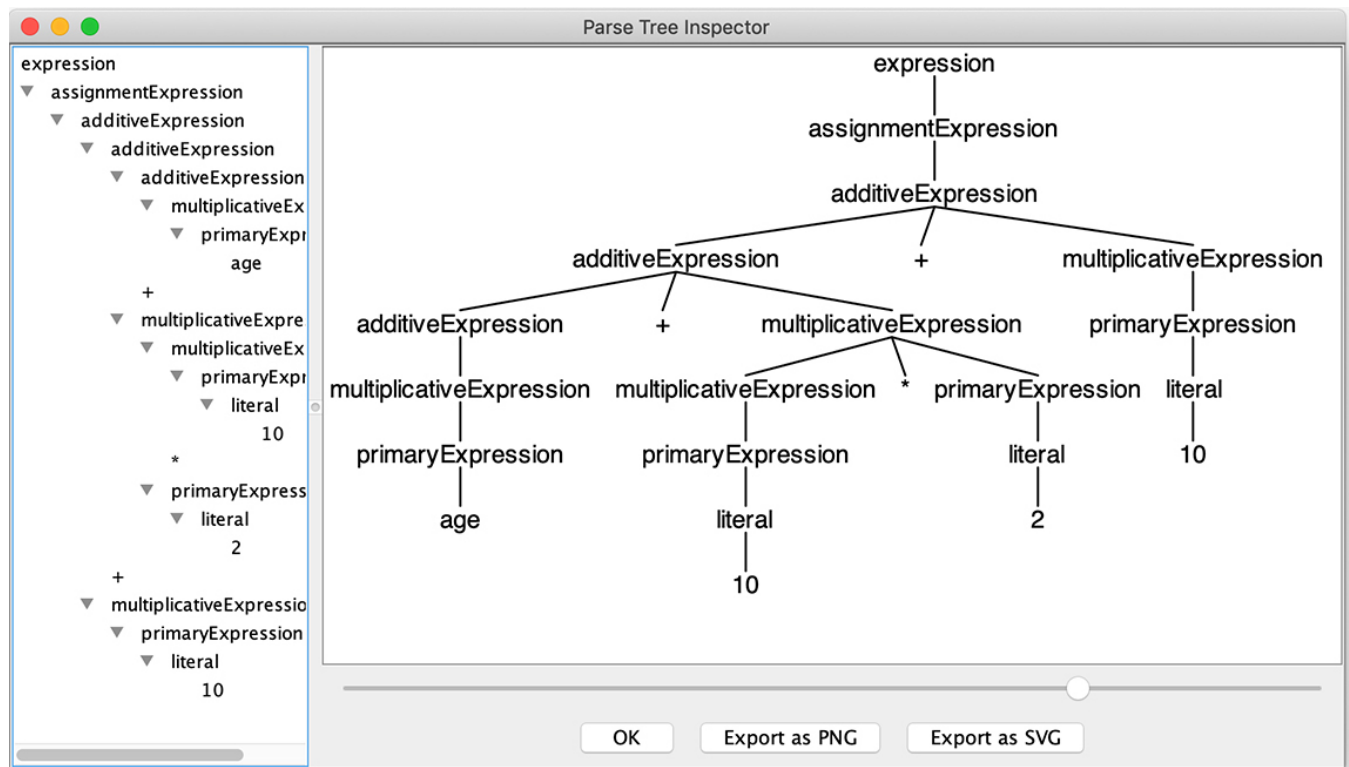 Parse Tree Inspector
expression
assignmentExpression
additiveExpression
additiveExpression
additiveExpression
multiplicativeEx
primaryExpr
age
+
multiplicativeExpre
multiplicativeEx
primaryExpr
literal
10
*
primaryExpress
literal
2
+
multiplicativeExpressio
primaryExpression
literal
10
expression
assignmentExpression
additiveExpression
additiveExpression + multiplicativeExpression
additiveExpression + multiplicativeExpression primaryExpression
multiplicativeExpression multiplicativeExpression * primaryExpression literal
primaryExpression primaryExpression literal 10
age literal 2
10
OK Export as PNG Export as SVG